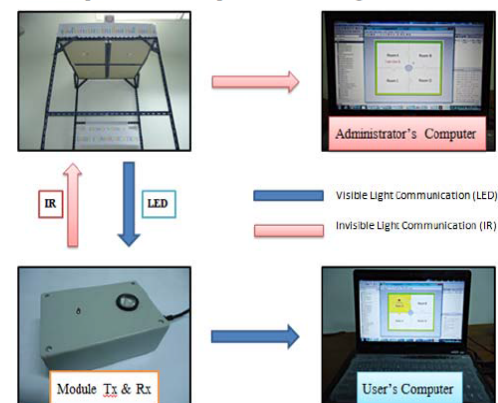 Administrator's Computer
IR
LED
Visible Light Communication (LED)
Invisible Light Communication (IR)
Module Tx & Rx
User's Computer